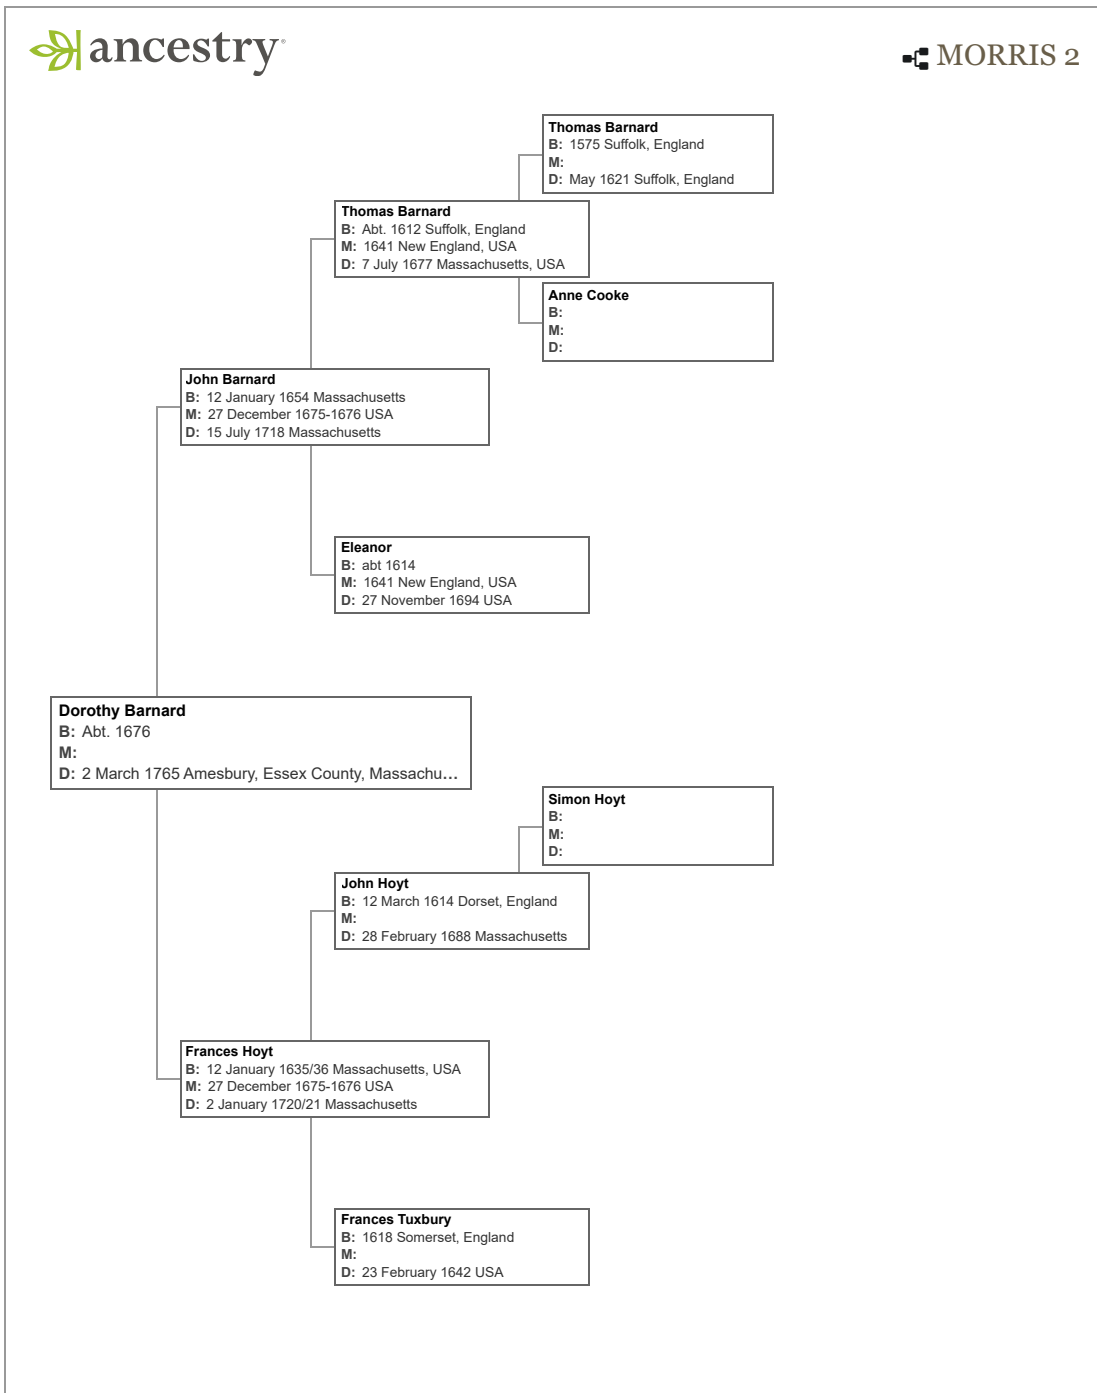 ancestry
MORRIS 2
Thomas Barnard
B: 1575 Suffolk, England
M:
D: May 1621 Suffolk, England
Thomas Barnard
B: Abt. 1612 Suffolk, England
M: 1641 New England, USA
D: 7 July 1677 Massachusetts, USA
Anne Cooke
B:
M:
D:
John Barnard
B: 12 January 1654 Massachusetts
M: 27 December 1675-1676 USA
D: 15 July 1718 Massachusetts
Eleanor
B: abt 1614
M: 1641 New England, USA
D: 27 November 1694 USA
Dorothy Barnard
B: Abt. 1676
M:
D: 2 March 1765 Amesbury, Essex County, Massachu...
Simon Hoyt
B:
M:
D:
John Hoyt
B: 12 March 1614 Dorset, England
M:
D: 28 February 1688 Massachusetts
Frances Hoyt
B: 12 January 1635/36 Massachusetts, USA
M: 27 December 1675-1676 USA
D: 2 January 1720/21 Massachusetts
Frances Tuxbury
B: 1618 Somerset, England
M:
D: 23 February 1642 USA